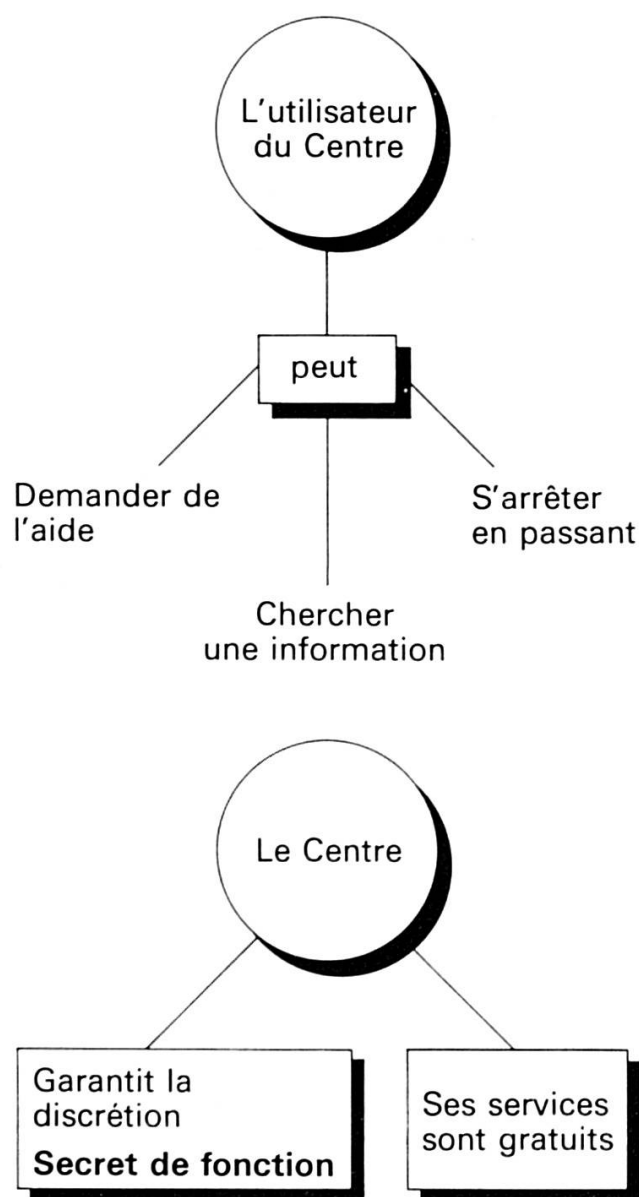 L'utilisateur
du Centre
peut
Demander de
l'aide
S'arrêter
en passant
Chercher
une information
Le Centre
Garantit la
discrétion
Secret de fonction
Ses services
sont gratuits